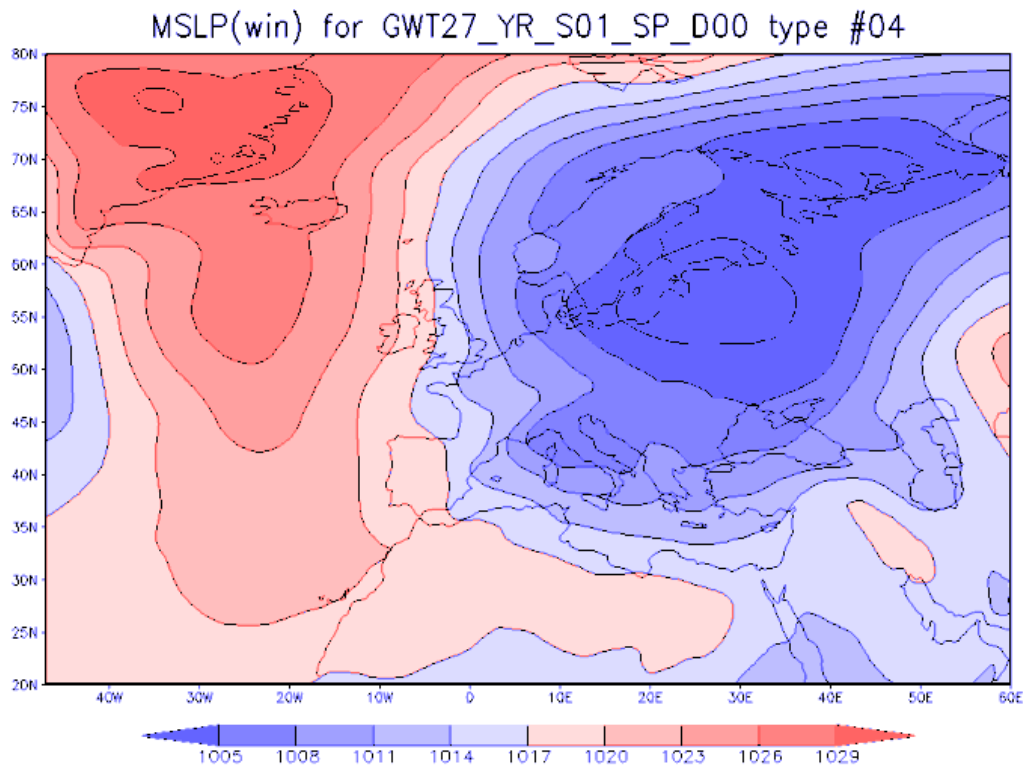 MSLP(win) for GWT27_YR_S01_SP_D00 type #04
80N
75N
70N
65N
60N
55N
50N
45N
40N
35N
30N
25N
20N
40W 30W 20W 10W 0 10E 20E 30E 40E 50E 60E
1005 1008 1011 1014 1017 1020 1023 1026 1029